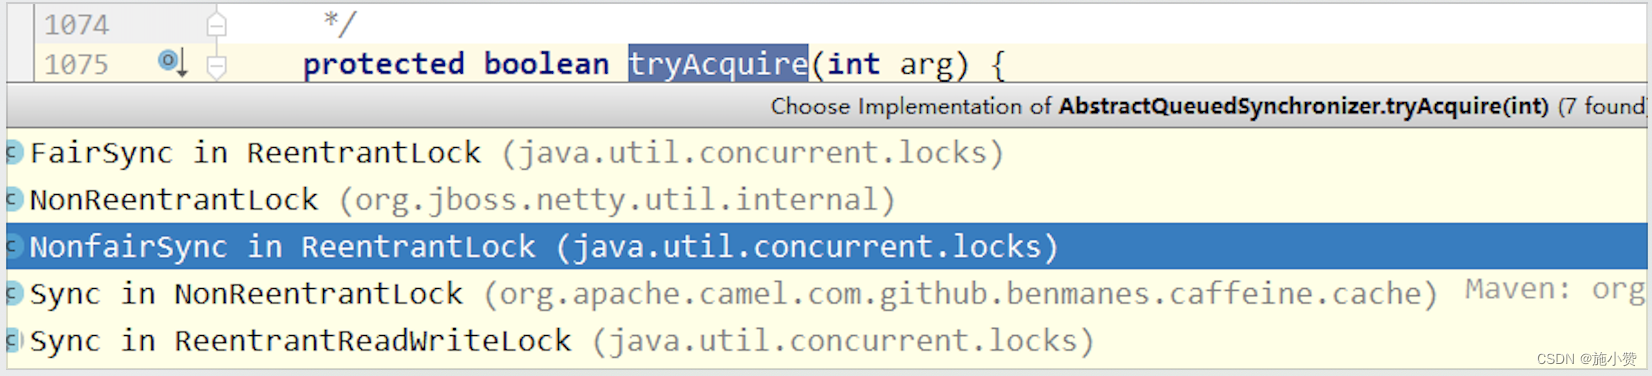 1074 */
1075 protected boolean tryAcquire(int arg) {
Choose Implementation of AbstractQueuedSynchronizer.tryAcquire(int) (7 found)
FairSync in ReentrantLock (java.util.concurrent.locks)
NonReentrantLock (org.jboss.netty.util.internal)
NonfairSync in ReentrantLock (java.util.concurrent.locks)
Sync in NonReentrantLock (org.apache.camel.com.github.benmanes.caffeine.cache) Maven: org
Sync in ReentrantReadWriteLock (java.util.concurrent.locks)
CSDN @施小赞